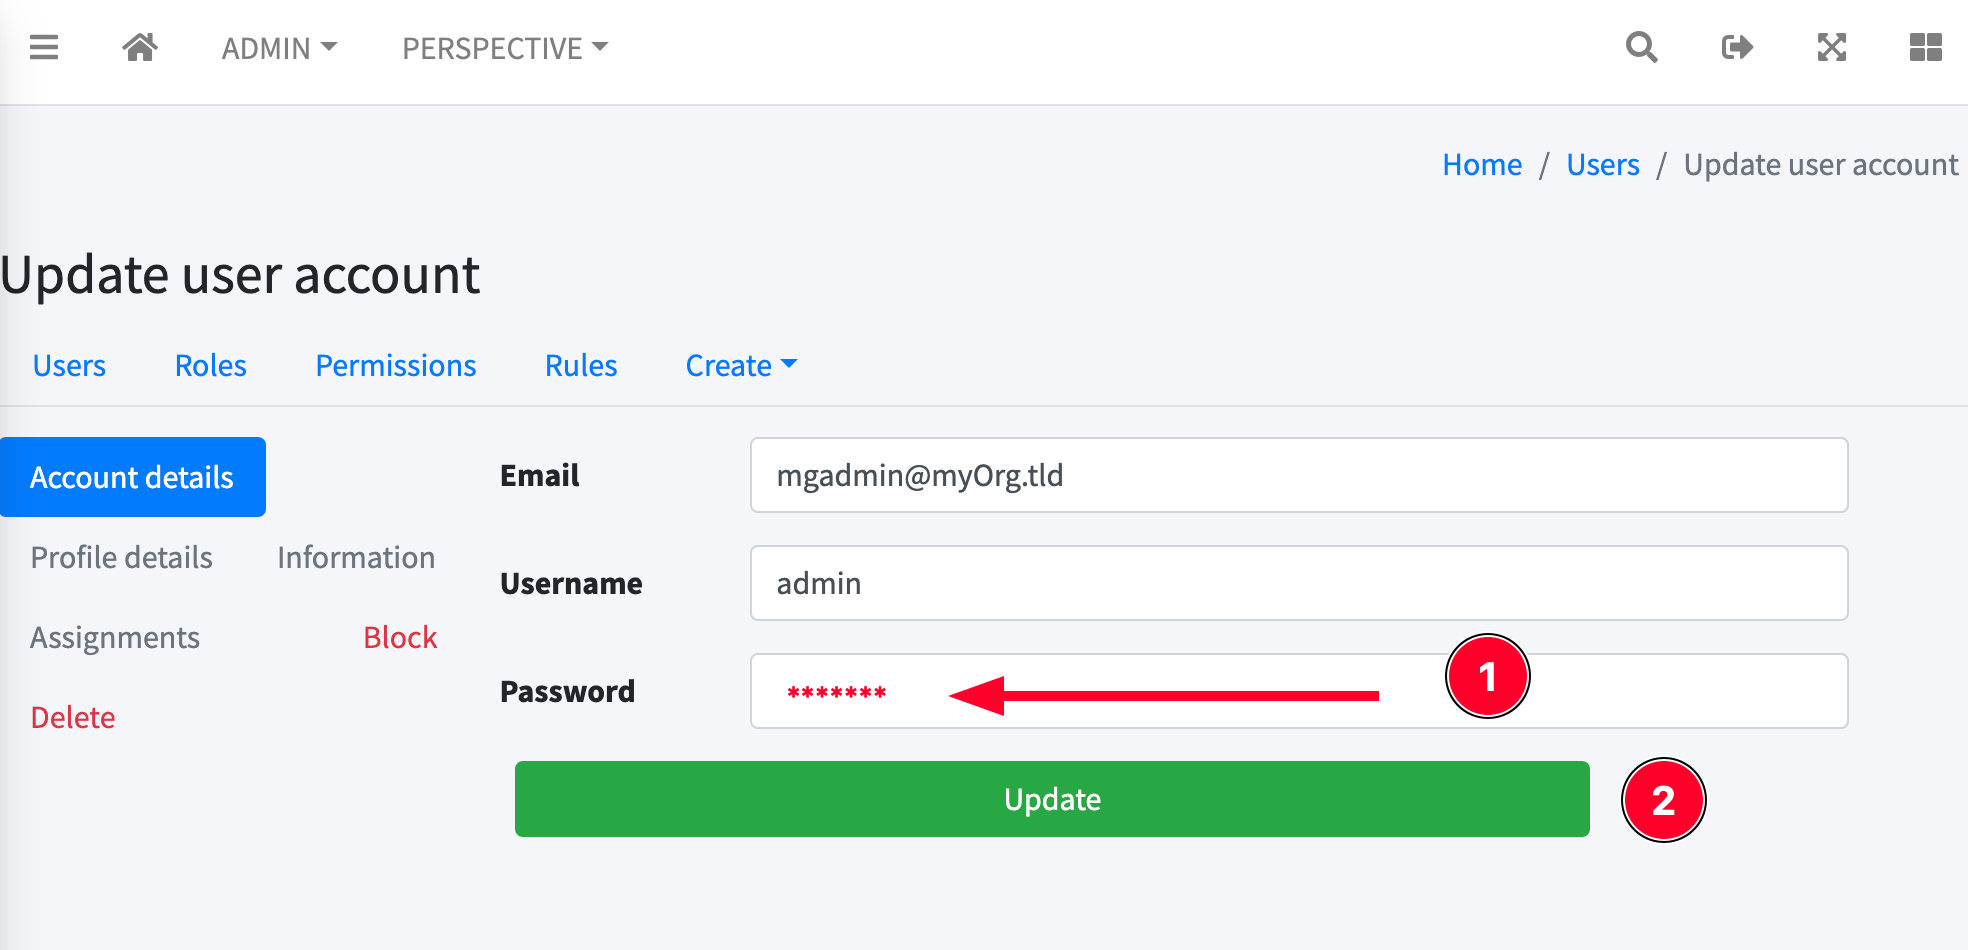 ADMIN PERSPECTIVE
Home / Users / Update user account
Update user account
Users Roles Permissions Rules Create
Account details
Profile details Information
Assignments Block
Delete
Email mgadmin@myOrg.tld
Username admin
Password ******* 1
Update 2